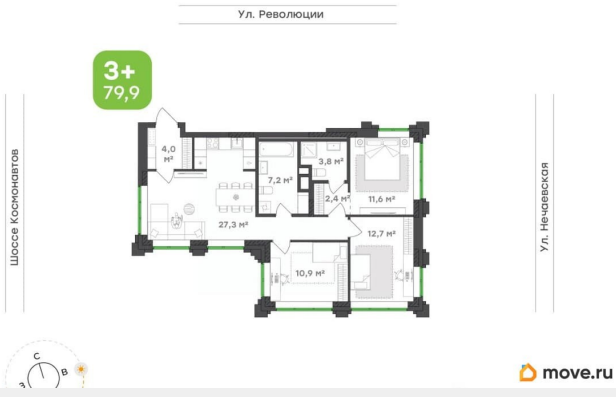 Ул. Революции
3+
79,9
4,0
м²
3,8 м²
7,2 м²
2,4 м²
11,6 м²
27,3 м²
12,7 м²
10,9 м²
Шоссе Космонавтов
Ул. Нечаевская
С
В
З
move.ru